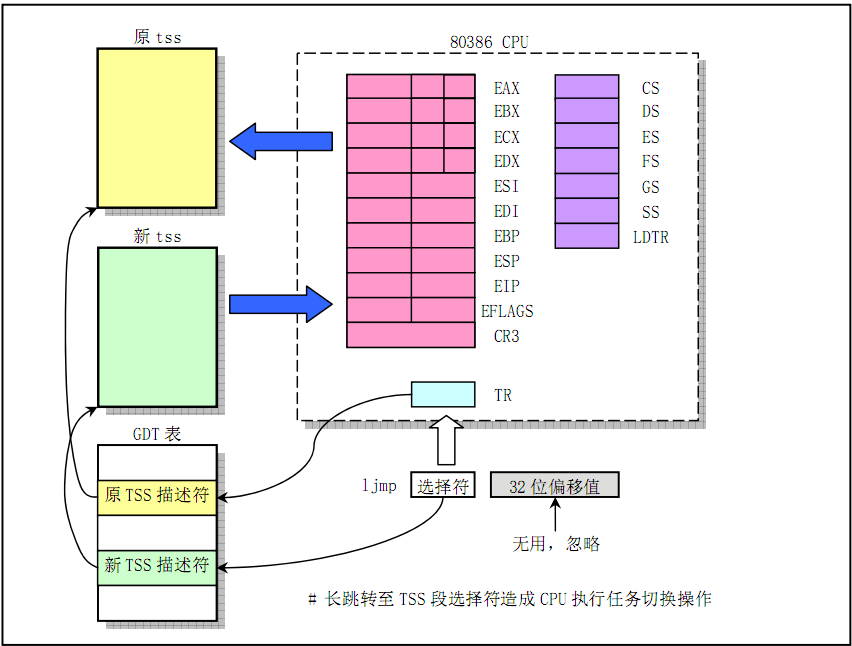 原 tss
80386 CPU
EAX
EBX
ECX
EDX
ESI
EDI
EBP
ESP
EIP
EFLAGS
CR3
CS
DS
ES
FS
GS
SS
LDTR
新 tss
TR
GDT 表
原 TSS 描述符
新 TSS 描述符
ljmp 选择符 32 位偏移值
无用，忽略
# 长跳转至 TSS 段选择符造成 CPU 执行任务切换操作